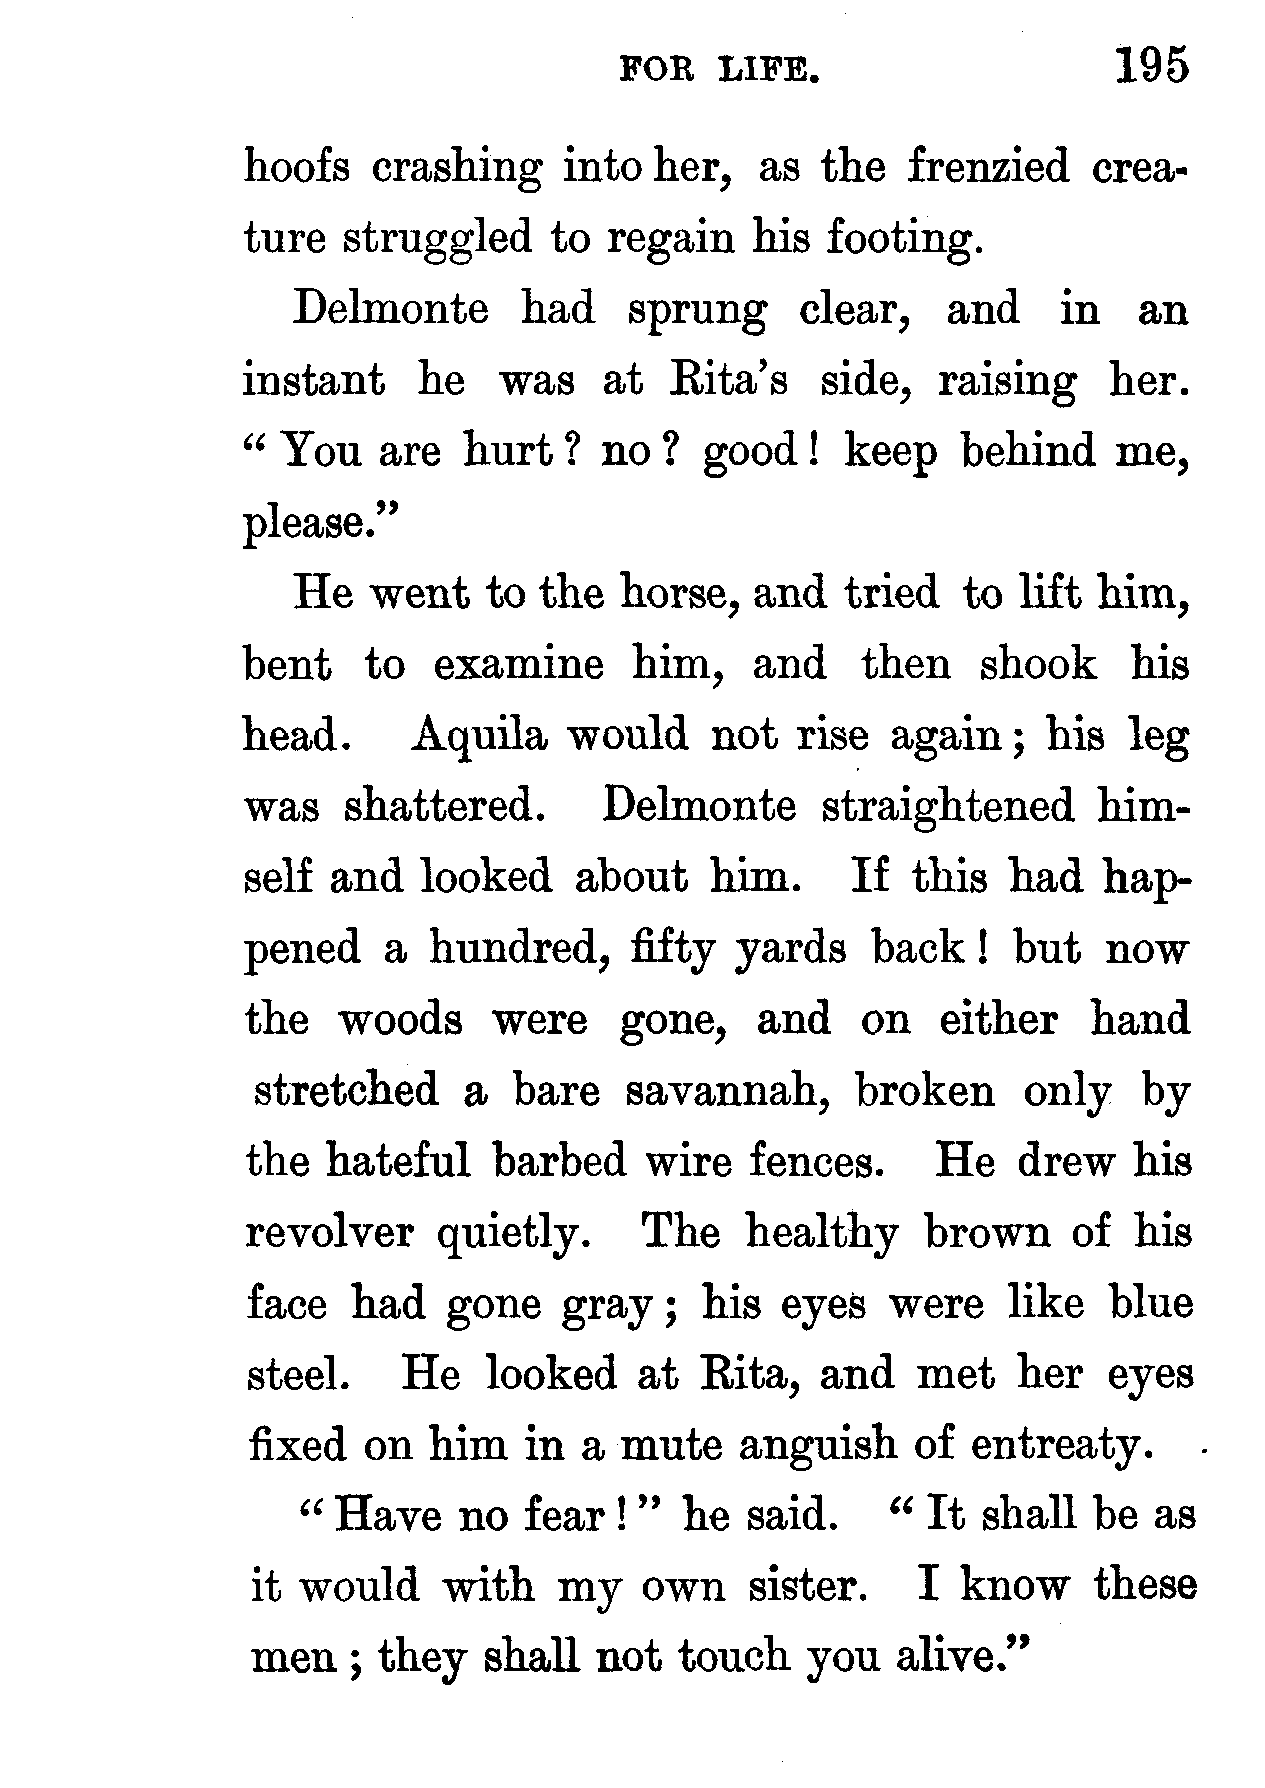 FOR LIFE. 195
hoofs crashing into her, as the frenzied crea-
ture struggled to regain his footing.
Delmonte had sprung clear, and in an
instant he was at Rita's side, raising her.
"You are hurt? no? good! keep behind me,
please."
He went to the horse, and tried to lift him,
bent to examine him, and then shook his
head. Aquila would not rise again; his leg
was shattered. Delmonte straightened him-
self and looked about him. If this had hap-
pened a hundred, fifty yards back! but now
the woods were gone, and on either hand
stretched a bare savannah, broken only by
the hateful barbed wire fences. He drew his
revolver quietly. The healthy brown of his
face had gone gray; his eyes were like blue
steel. He looked at Rita, and met her eyes
fixed on him in a mute anguish of entreaty.
"Have no fear!" he said. "It shall be as
it would with my own sister. I know these
men; they shall not touch you alive."